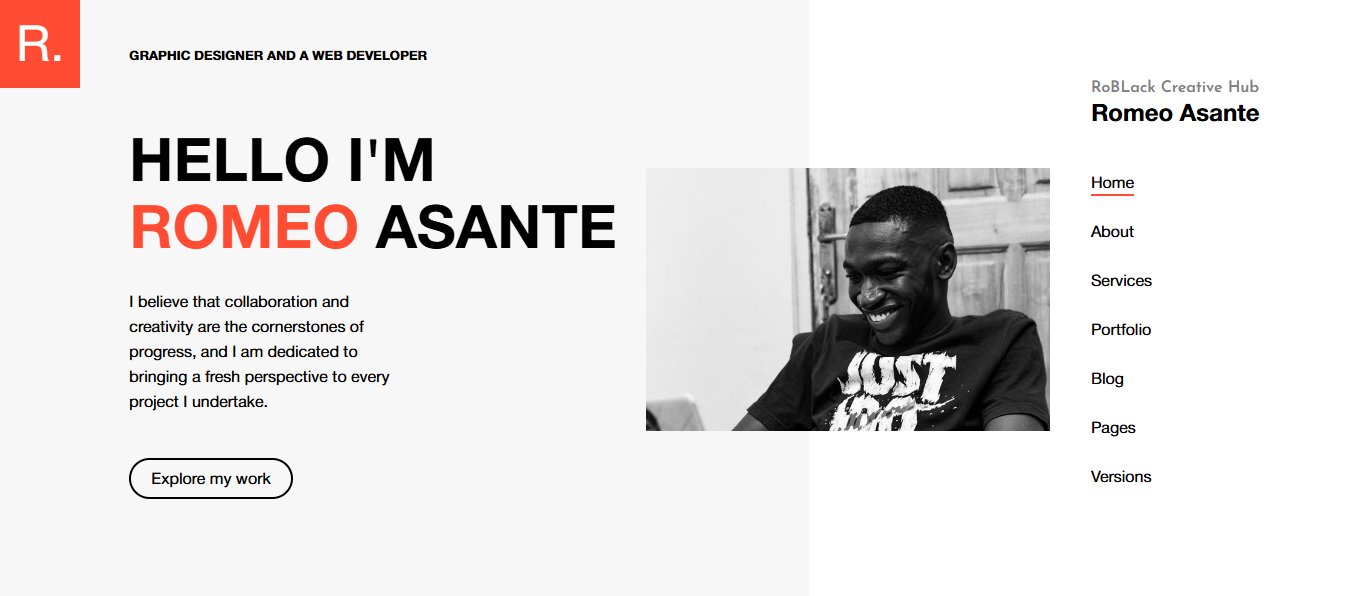 R.
GRAPHIC DESIGNER AND A WEB DEVELOPER
HELLO I'M
ROMEO ASANTE
I believe that collaboration and
creativity are the cornerstones of
progress, and I am dedicated to
bringing a fresh perspective to every
project I undertake.
Explore my work
JUST
RoBLack Creative Hub
Romeo Asante
Home
About
Services
Portfolio
Blog
Pages
Versions